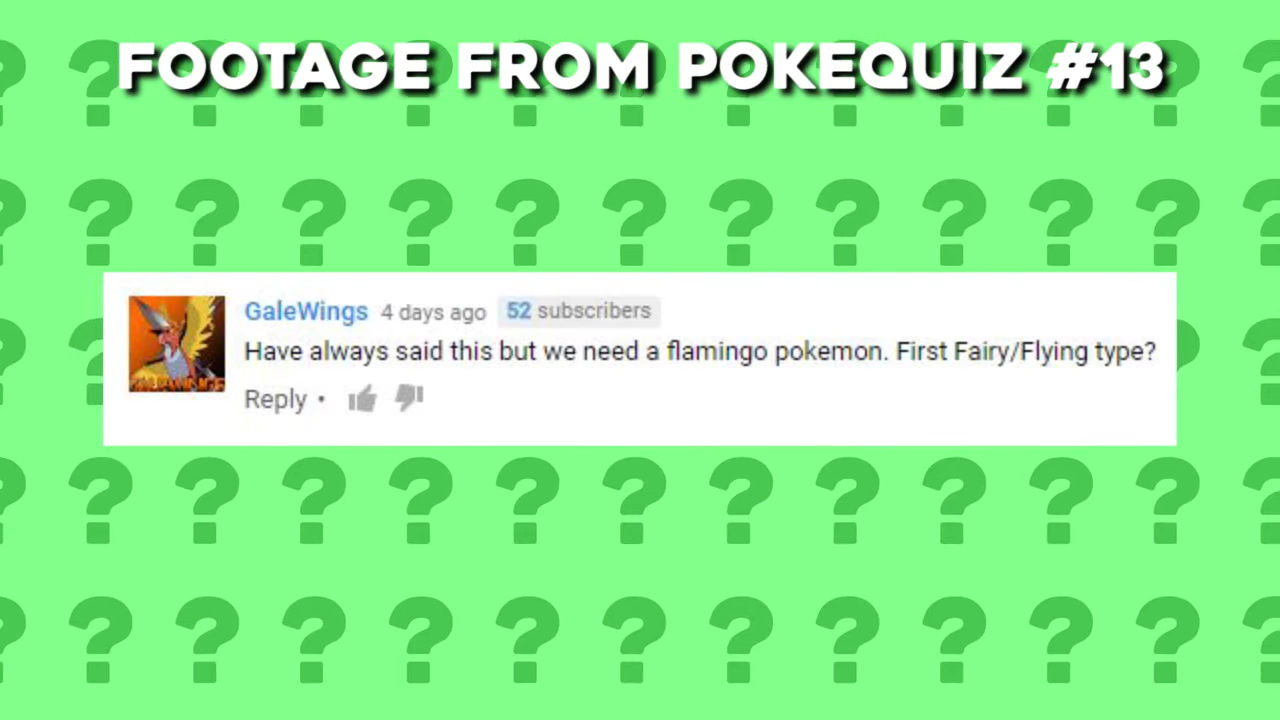 FOOTAGE FROM POKEQUIZ #13
GaleWings 4 days ago 52 subscribers
Have always said this but we need a flamingo pokemon. First Fairy/Flying type?
Reply •